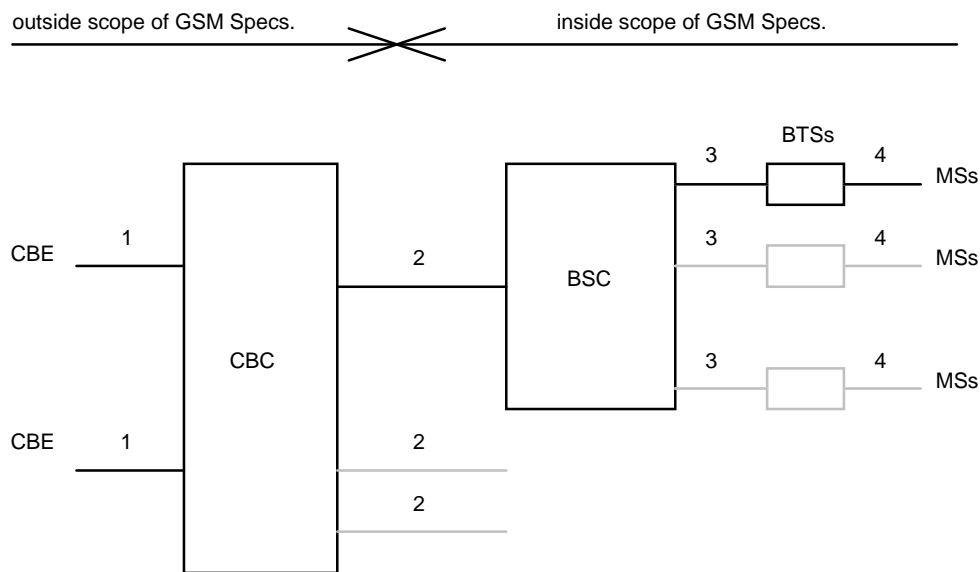 outside scope of GSM Specs. inside scope of GSM Specs.
BTSs
3 4
MSs
1
CBE
2
3 4
MSs
BSC
CBC
3 4
MSs
CBE
1
2
2